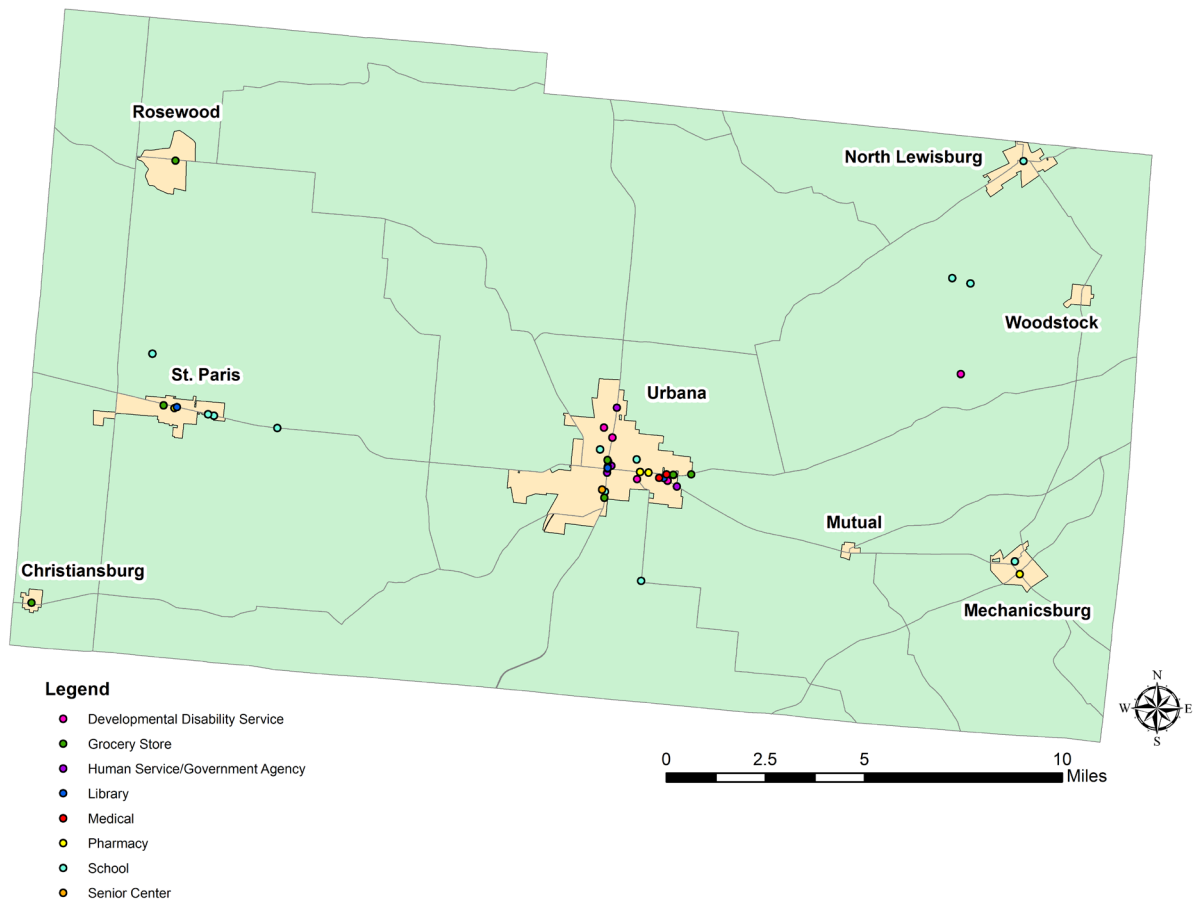 Rosewood
North Lewisburg
Woodstock
St. Paris
Urbana
Mutual
Christiansburg
Mechanicsburg
N
W E
S
Legend
Developmental Disability Service
Grocery Store
Human Service/Government Agency
Library
Medical
Pharmacy
School
Senior Center
0 2.5 5 10
Miles